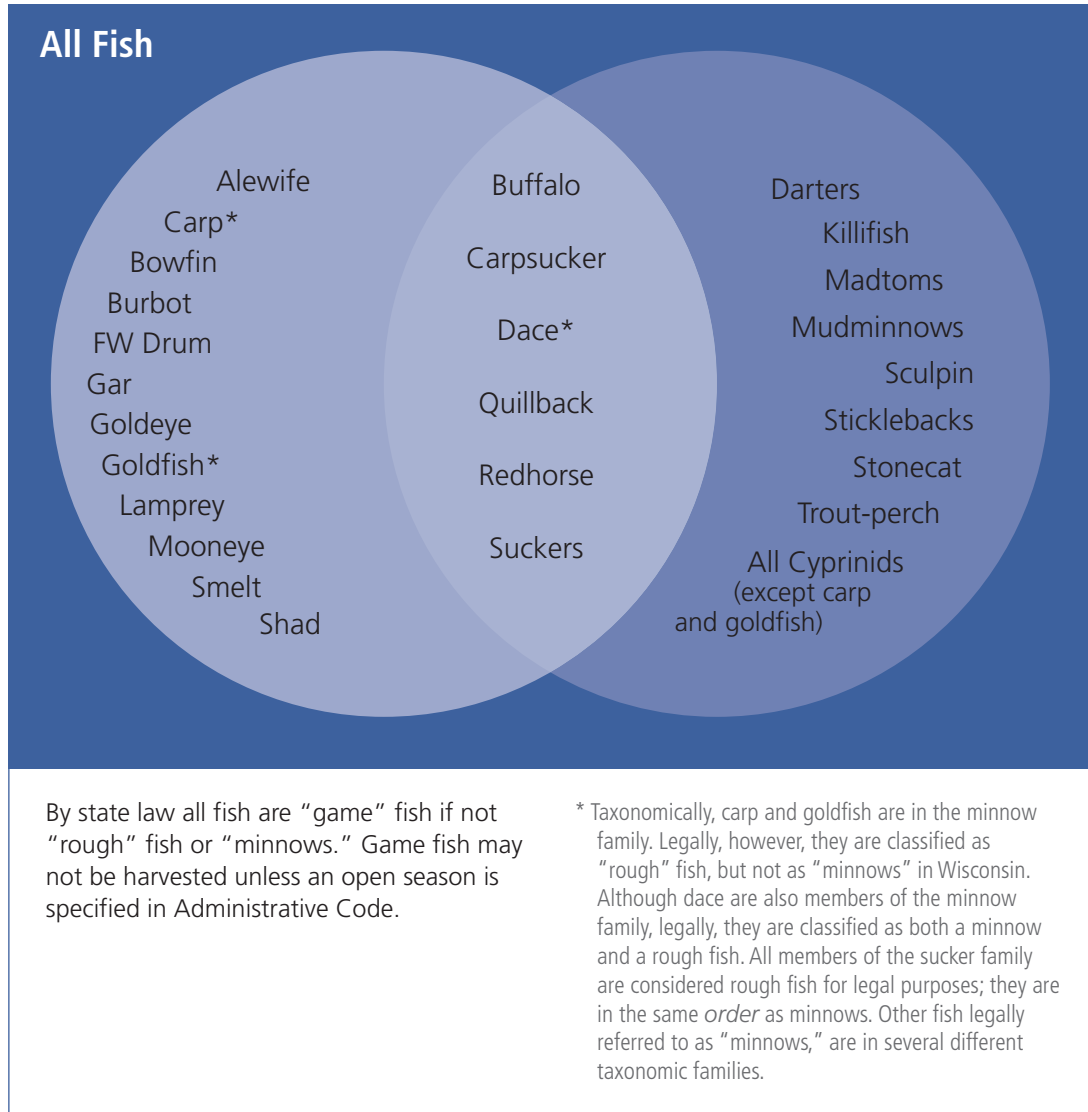 All Fish
Alewife
Carp*
Bowfin
Burbot
FW Drum
Gar
Goldeye
Goldfish*
Lamprey
Mooneye
Smelt
Shad
Buffalo
Carpsucker
Dace*
Quillback
Redhorse
Suckers
Darters
Killifish
Madtoms
Mudminnows
Sculpin
Sticklebacks
Stonecat
Trout-perch
All Cyprinids
(except carp
and goldfish)
By state law all fish are “game” fish if not
“rough” fish or “minnows.” Game fish may
not be harvested unless an open season is
specified in Administrative Code.
* Taxonomically, carp and goldfish are in the minnow
family. Legally, however, they are classified as
“rough” fish, but not as “minnows” in Wisconsin.
Although dace are also members of the minnow
family, legally, they are classified as both a minnow
and a rough fish. All members of the sucker family
are considered rough fish for legal purposes; they are
in the same order as minnows. Other fish legally
referred to as “minnows,” are in several different
taxonomic families.